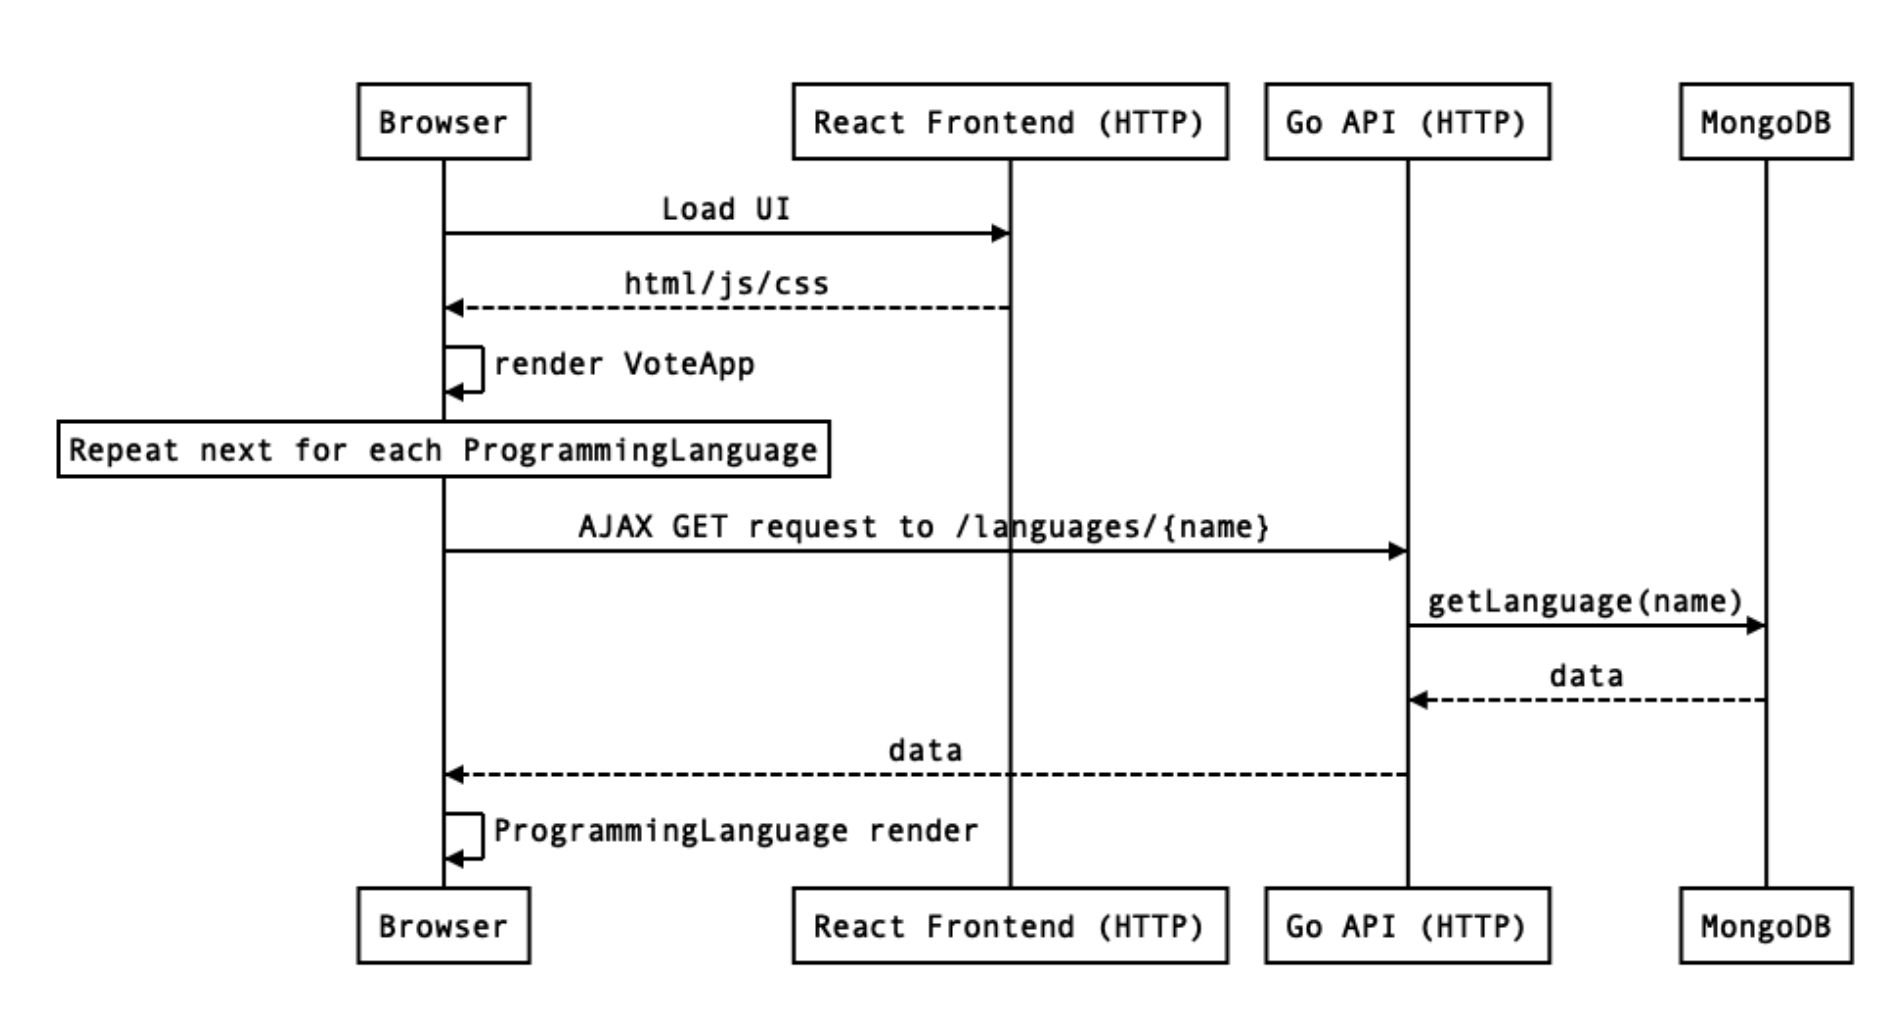 Browser
React Frontend (HTTP)
Go API (HTTP)
MongoDB
Load UI
html/js/css
render VoteApp
Repeat next for each ProgrammingLanguage
AJAX GET request to /languages/{name}
getLanguage(name)
data
data
ProgrammingLanguage render
Browser
React Frontend (HTTP)
Go API (HTTP)
MongoDB